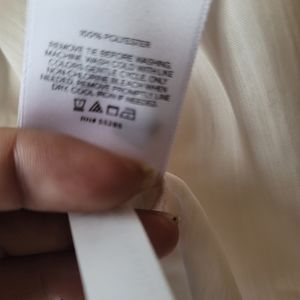 100% POLYESTER
REMOVE TIE BEFORE WASHING.
MACHINE WASH COLD WITH LIKE
COLORS GENTLE CYCLE. ONLY
NON-CHLORINE BLEACH WHEN
NEEDED. REMOVE PROMPTLY LINE
DRY. COOL IRON IF NEEDED.